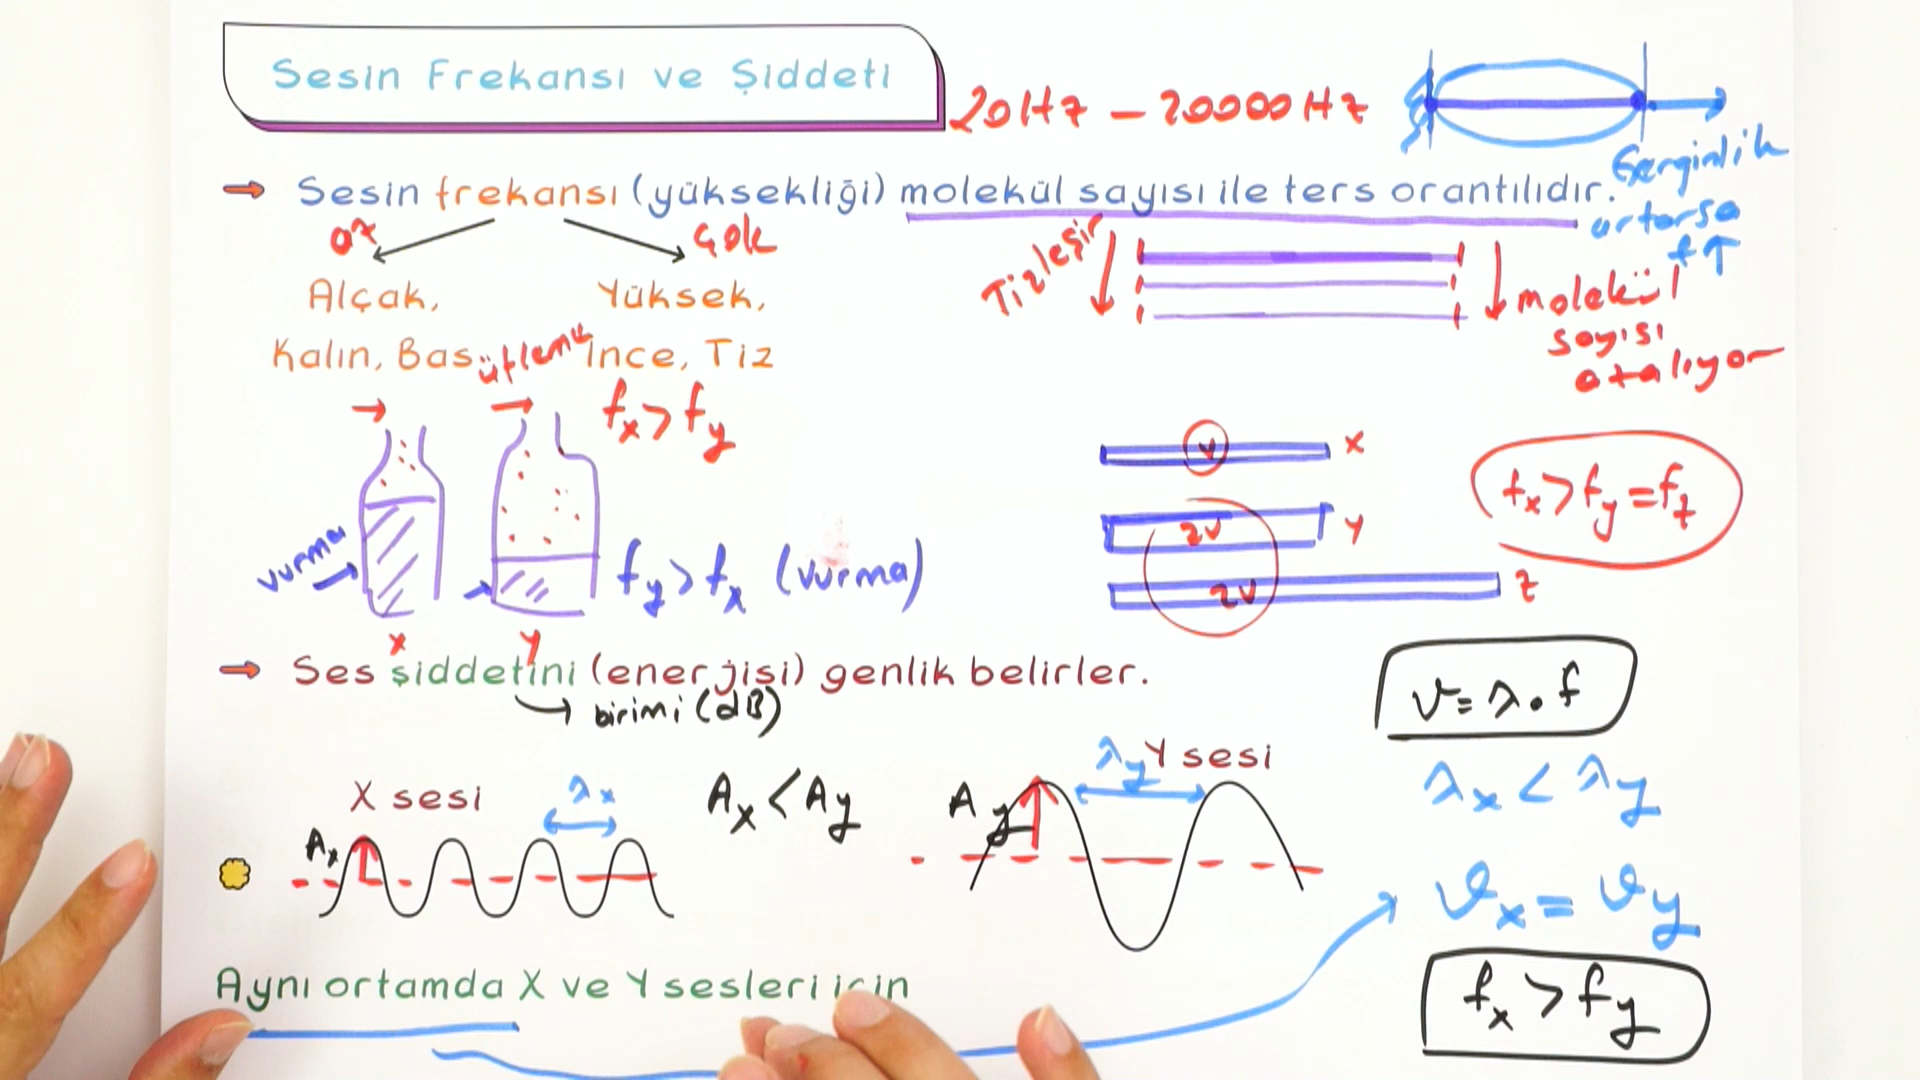 Sesin Frekansı ve Şiddeti
20Hz – 20000Hz
Gerginlik
artarsa
f↑
→ Sesin frekansı (yüksekliği) molekül sayısı ile ters orantılıdır.
az
çok
Alçak,
Kalın, Bas
Yüksek,
İnce, Tiz
Tizleşir
molekül
sayısı
azalıyor
üfleme
fx > fy
vurma
fy > fx (vurma)
x
y
v
x
2v
y
2v
z
fx > fy = fz
→ Ses şiddetini (enerjisi) genlik belirler.
→ birimi (dB)
v = λ . f
X sesi
λx
Ax
Ax < Ay
Y sesi
λy
Ay
λx < λy
vx = vy
fx > fy
Aynı ortamda X ve Y sesleri için